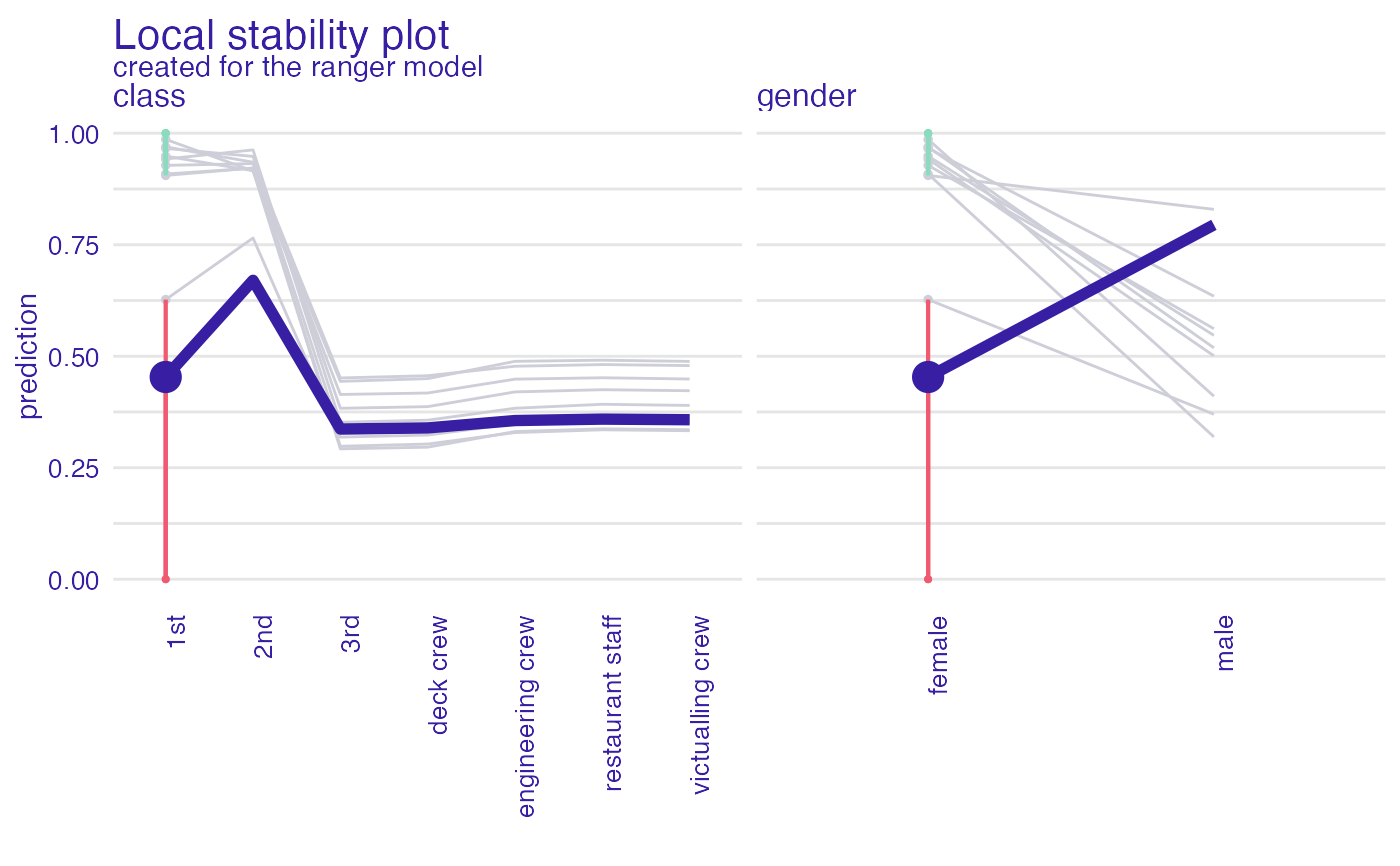 Local stability plot
created for the ranger model
class
gender
prediction
1.00
0.75
0.50
0.25
0.00
1st
2nd
3rd
deck crew
engineering crew
restaurant staff
victualling crew
female
male